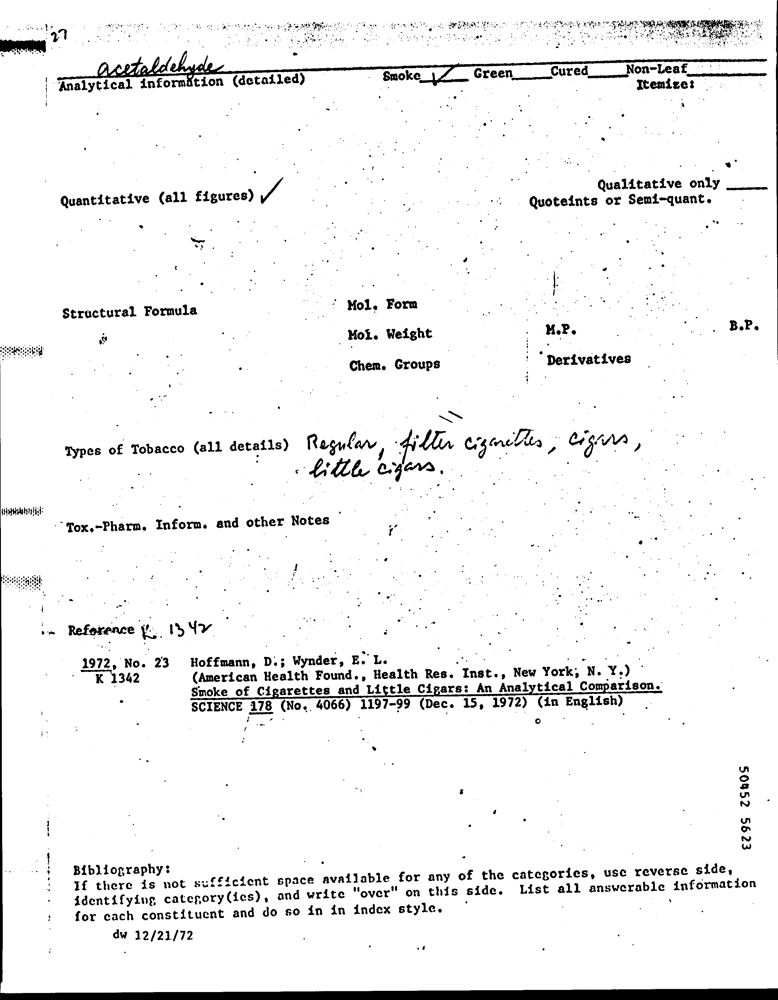 27
acetaldehyde
Analytical information (detailed) Smoke ✓ Green Cured Non-Leaf
Itemize:
Quantitative (all figures) ✓ Qualitative only
Quoteints or Semi-quant.
Structural Formula Mol. Form
Mol. Weight M.P. B.P.
Chem. Groups Derivatives
Types of Tobacco (all details) Regular, filter cigarettes, cigars,
little cigars.
Tox.-Pharm. Inform. and other Notes
Reference K 1342
1972, No. 23 Hoffmann, D.; Wynder, E. L.
K 1342 (American Health Found., Health Res. Inst., New York, N. Y.)
Smoke of Cigarettes and Little Cigars: An Analytical Comparison.
SCIENCE 178 (No. 4066) 1197-99 (Dec. 15, 1972) (in English)
50452 5623
Bibliography:
If there is not sufficient space available for any of the categories, use reverse side,
identifying category(ies), and write "over" on this side. List all answerable information
for each constituent and do so in in index style.
dw 12/21/72